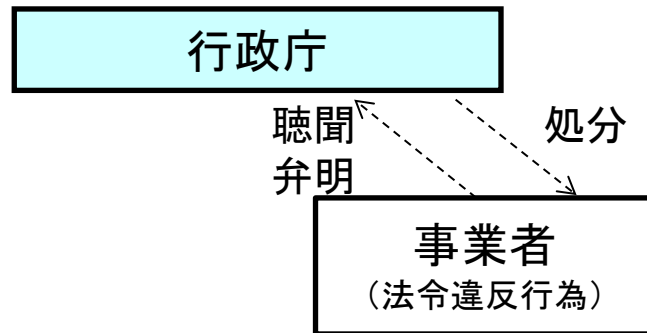 行政庁
聴聞
弁明
処分
事業者
（法令違反行為）